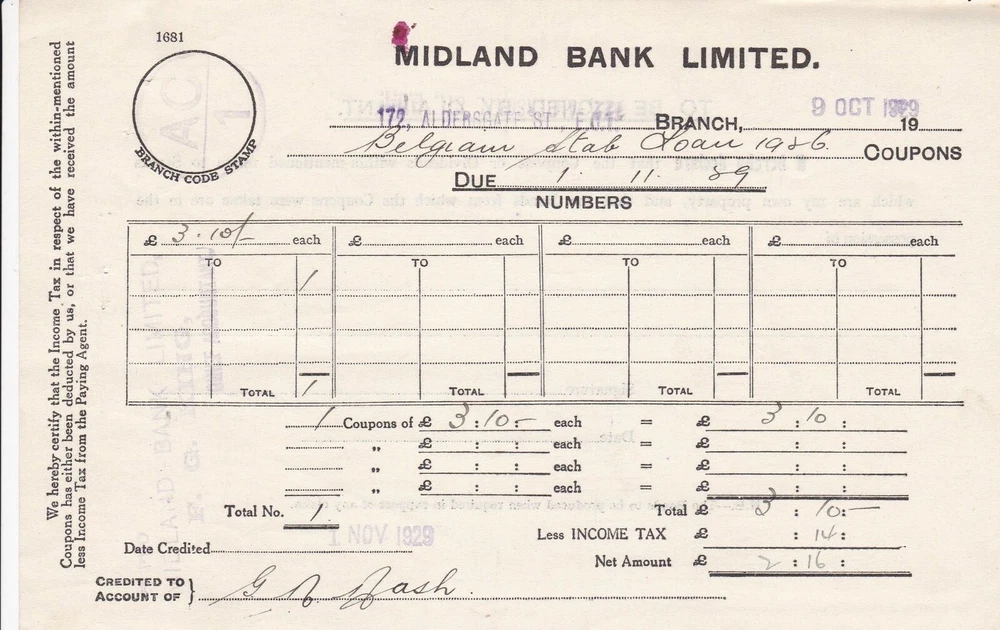 We hereby certify that the Income Tax in respect of the within-mentioned
Coupons has either been deducted by us, or that we have received the amount
less Income Tax from the Paying Agent.
1681
BRANCH CODE STAMP
MIDLAND BANK LIMITED.
172, ALDERSGATE ST., E.C.1 BRANCH, 9 OCT 1929 19
Belgian Stab Loan 1926. COUPONS
DUE 1. 11. 29
NUMBERS
£ 3.10/- each £ each £ each £ each
TO TO TO TO
1
TOTAL 1 TOTAL TOTAL TOTAL
1 Coupons of £ 3 : 10 : - each = £ 3 : 10 :
„ £ : : each = £ : :
„ £ : : each = £ : :
„ £ : : each = £ : :
Total No. 1 Total £ 3 : 10 : -
Less INCOME TAX £ : 14 :
1 NOV 1929
Date Credited Net Amount £ 2 : 16 :
CREDITED TO
ACCOUNT OF } G N Nash.